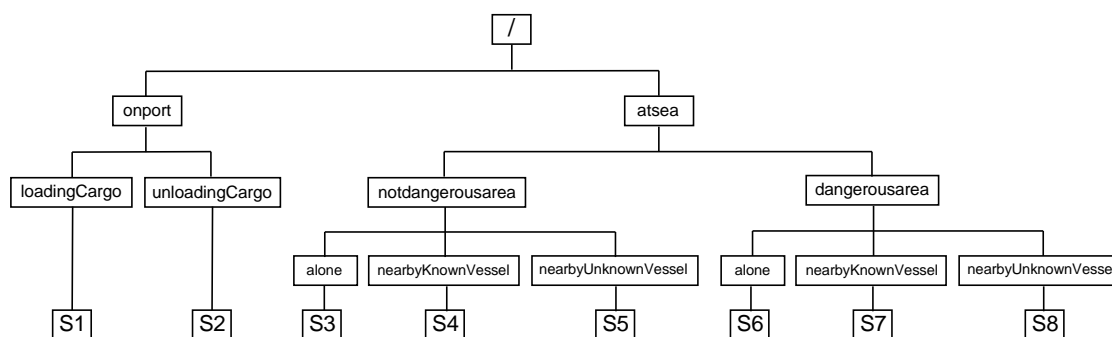 /
onport
atsea
loadingCargo
unloadingCargo
notdangerousarea
dangerousarea
alone
nearbyKnownVessel
nearbyUnknownVessel
alone
nearbyKnownVessel
nearbyUnknownVessel
S1
S2
S3
S4
S5
S6
S7
S8